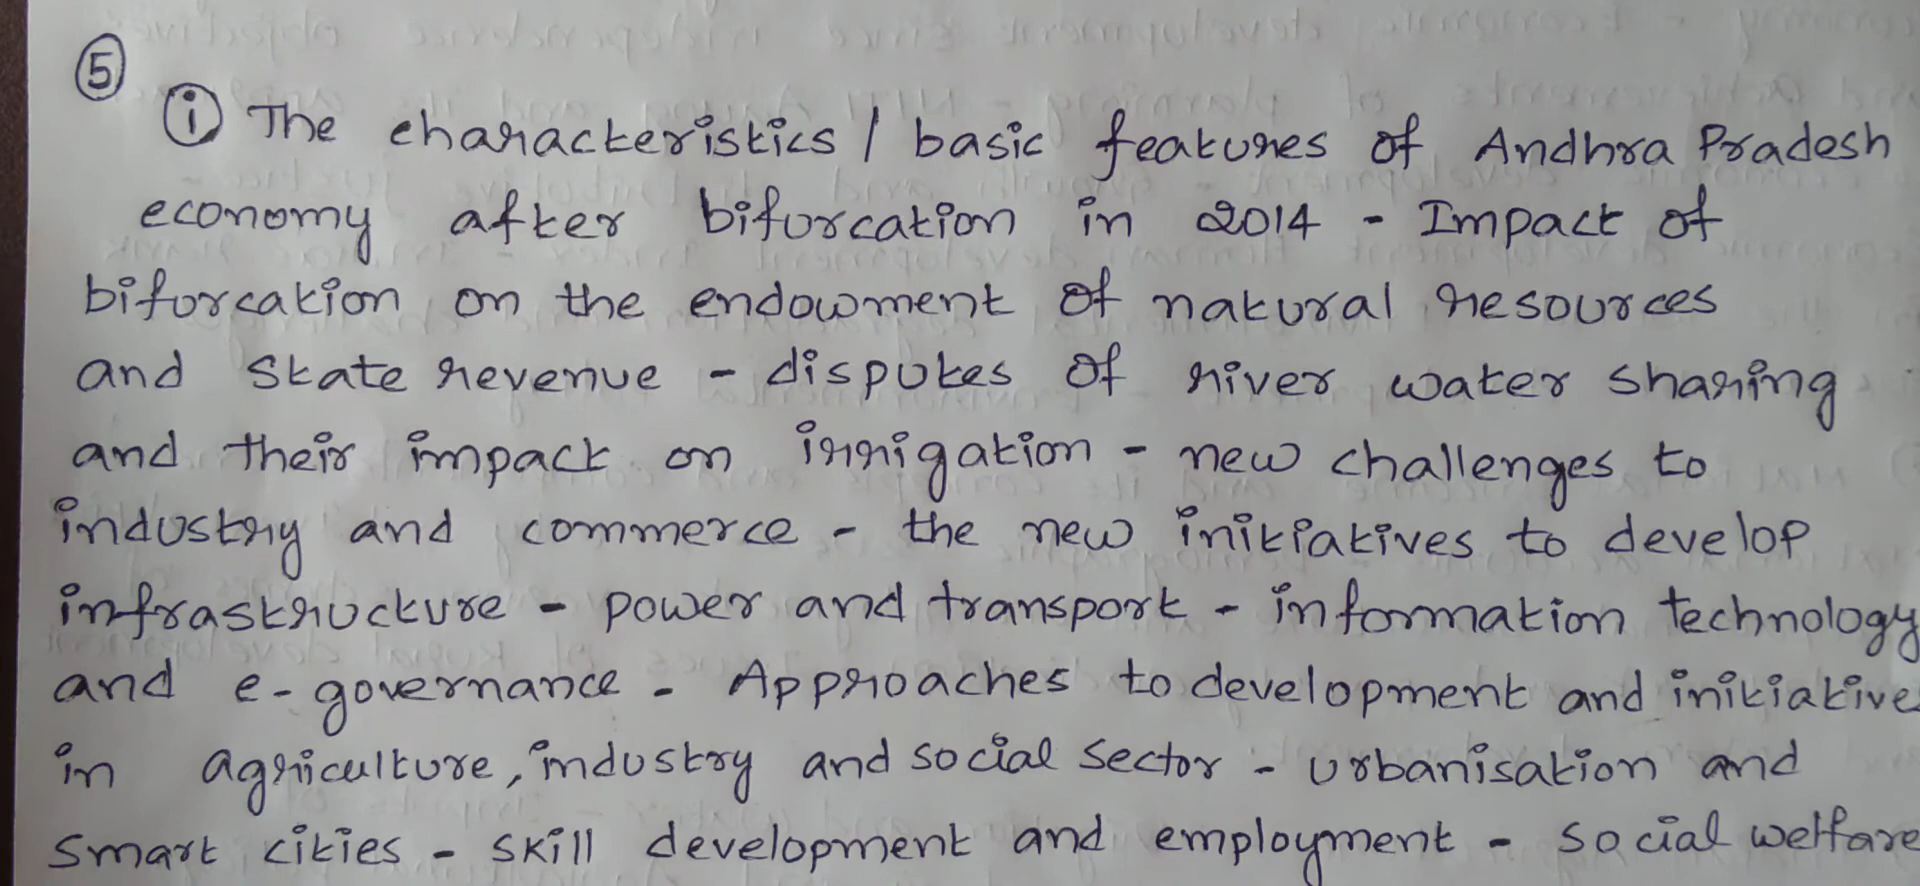 5
i The characteristics / basic features of Andhra Pradesh
economy after bifurcation in 2014 - Impact of
bifurcation on the endowment of natural resources
and state revenue - disputes of river water sharing
and their impact on irrigation - new challenges to
industry and commerce - the new initiatives to develop
infrastructure - power and transport - information technology
and e-governance - Approaches to development and initiatives
in agriculture, industry and social sector - urbanisation and
smart cities - skill development and employment - social welfare